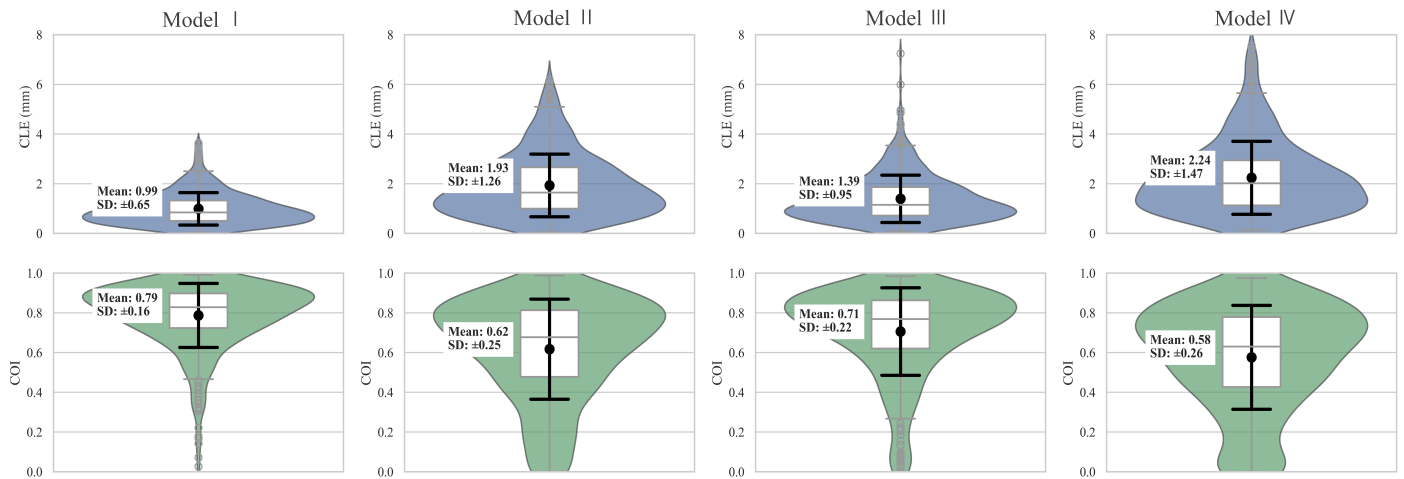 Model Ⅰ
Model Ⅱ
Model Ⅲ
Model Ⅳ
8
6
4
2
0
CLE (mm)
Mean: 0.99
SD: ±0.65
8
6
4
2
0
CLE (mm)
Mean: 1.93
SD: ±1.26
8
6
4
2
0
CLE (mm)
Mean: 1.39
SD: ±0.95
8
6
4
2
0
CLE (mm)
Mean: 2.24
SD: ±1.47
1.0
0.8
0.6
0.4
0.2
0.0
COI
Mean: 0.79
SD: ±0.16
1.0
0.8
0.6
0.4
0.2
0.0
COI
Mean: 0.62
SD: ±0.25
1.0
0.8
0.6
0.4
0.2
0.0
COI
Mean: 0.71
SD: ±0.22
1.0
0.8
0.6
0.4
0.2
0.0
COI
Mean: 0.58
SD: ±0.26